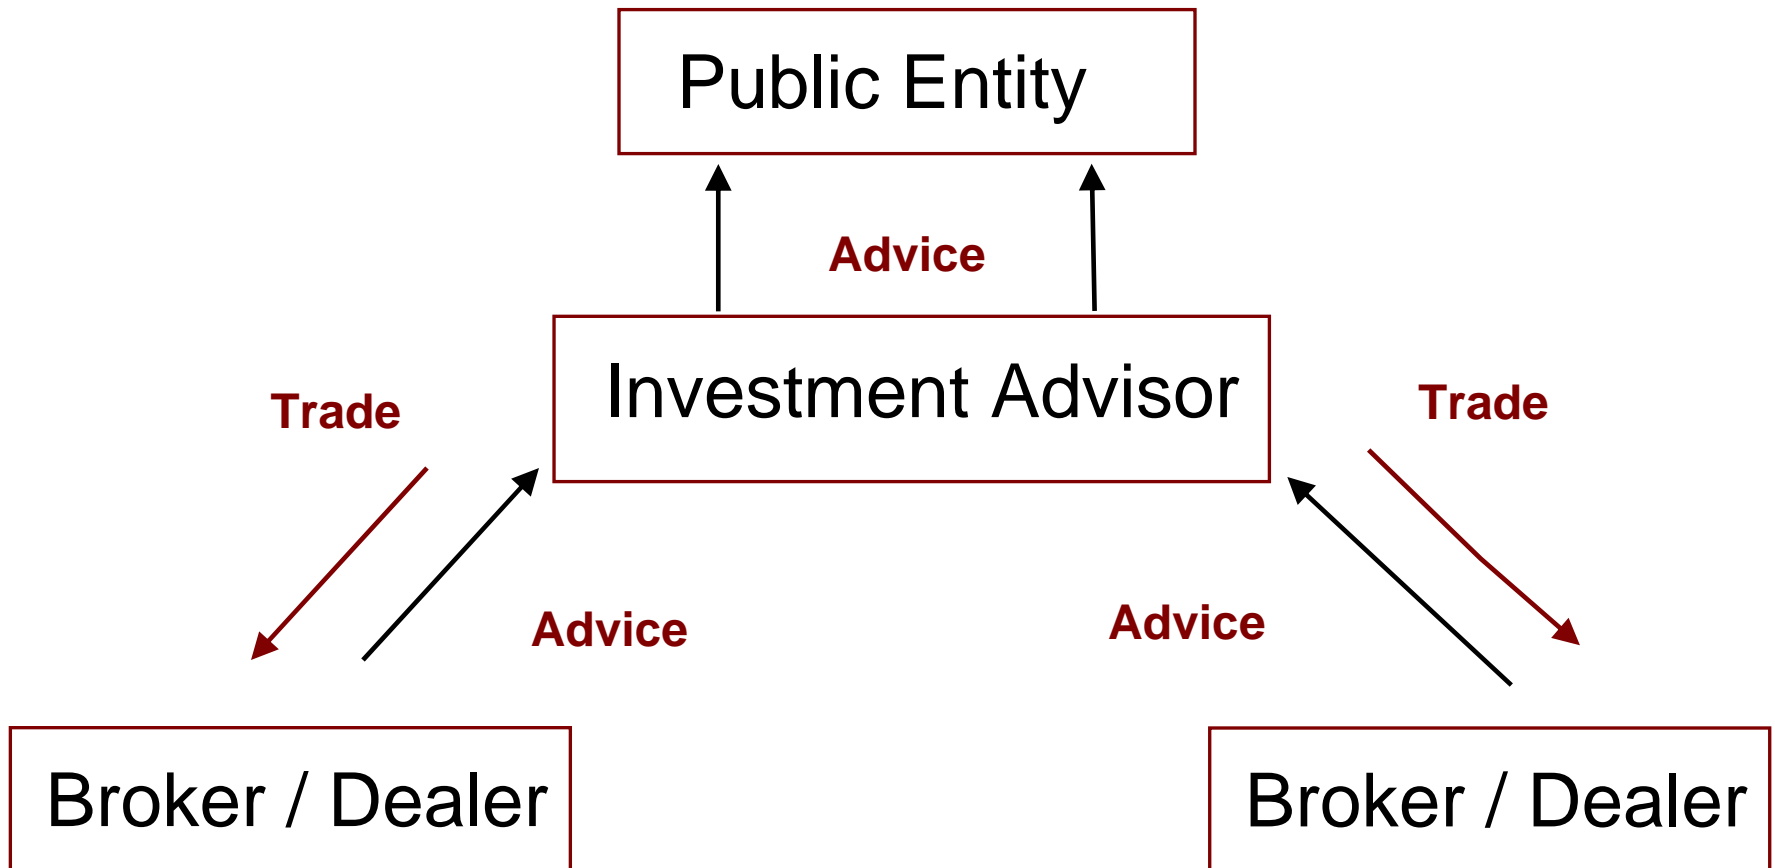 Public Entity
Advice
Investment Advisor
Trade
Trade
Advice
Advice
Broker / Dealer
Broker / Dealer